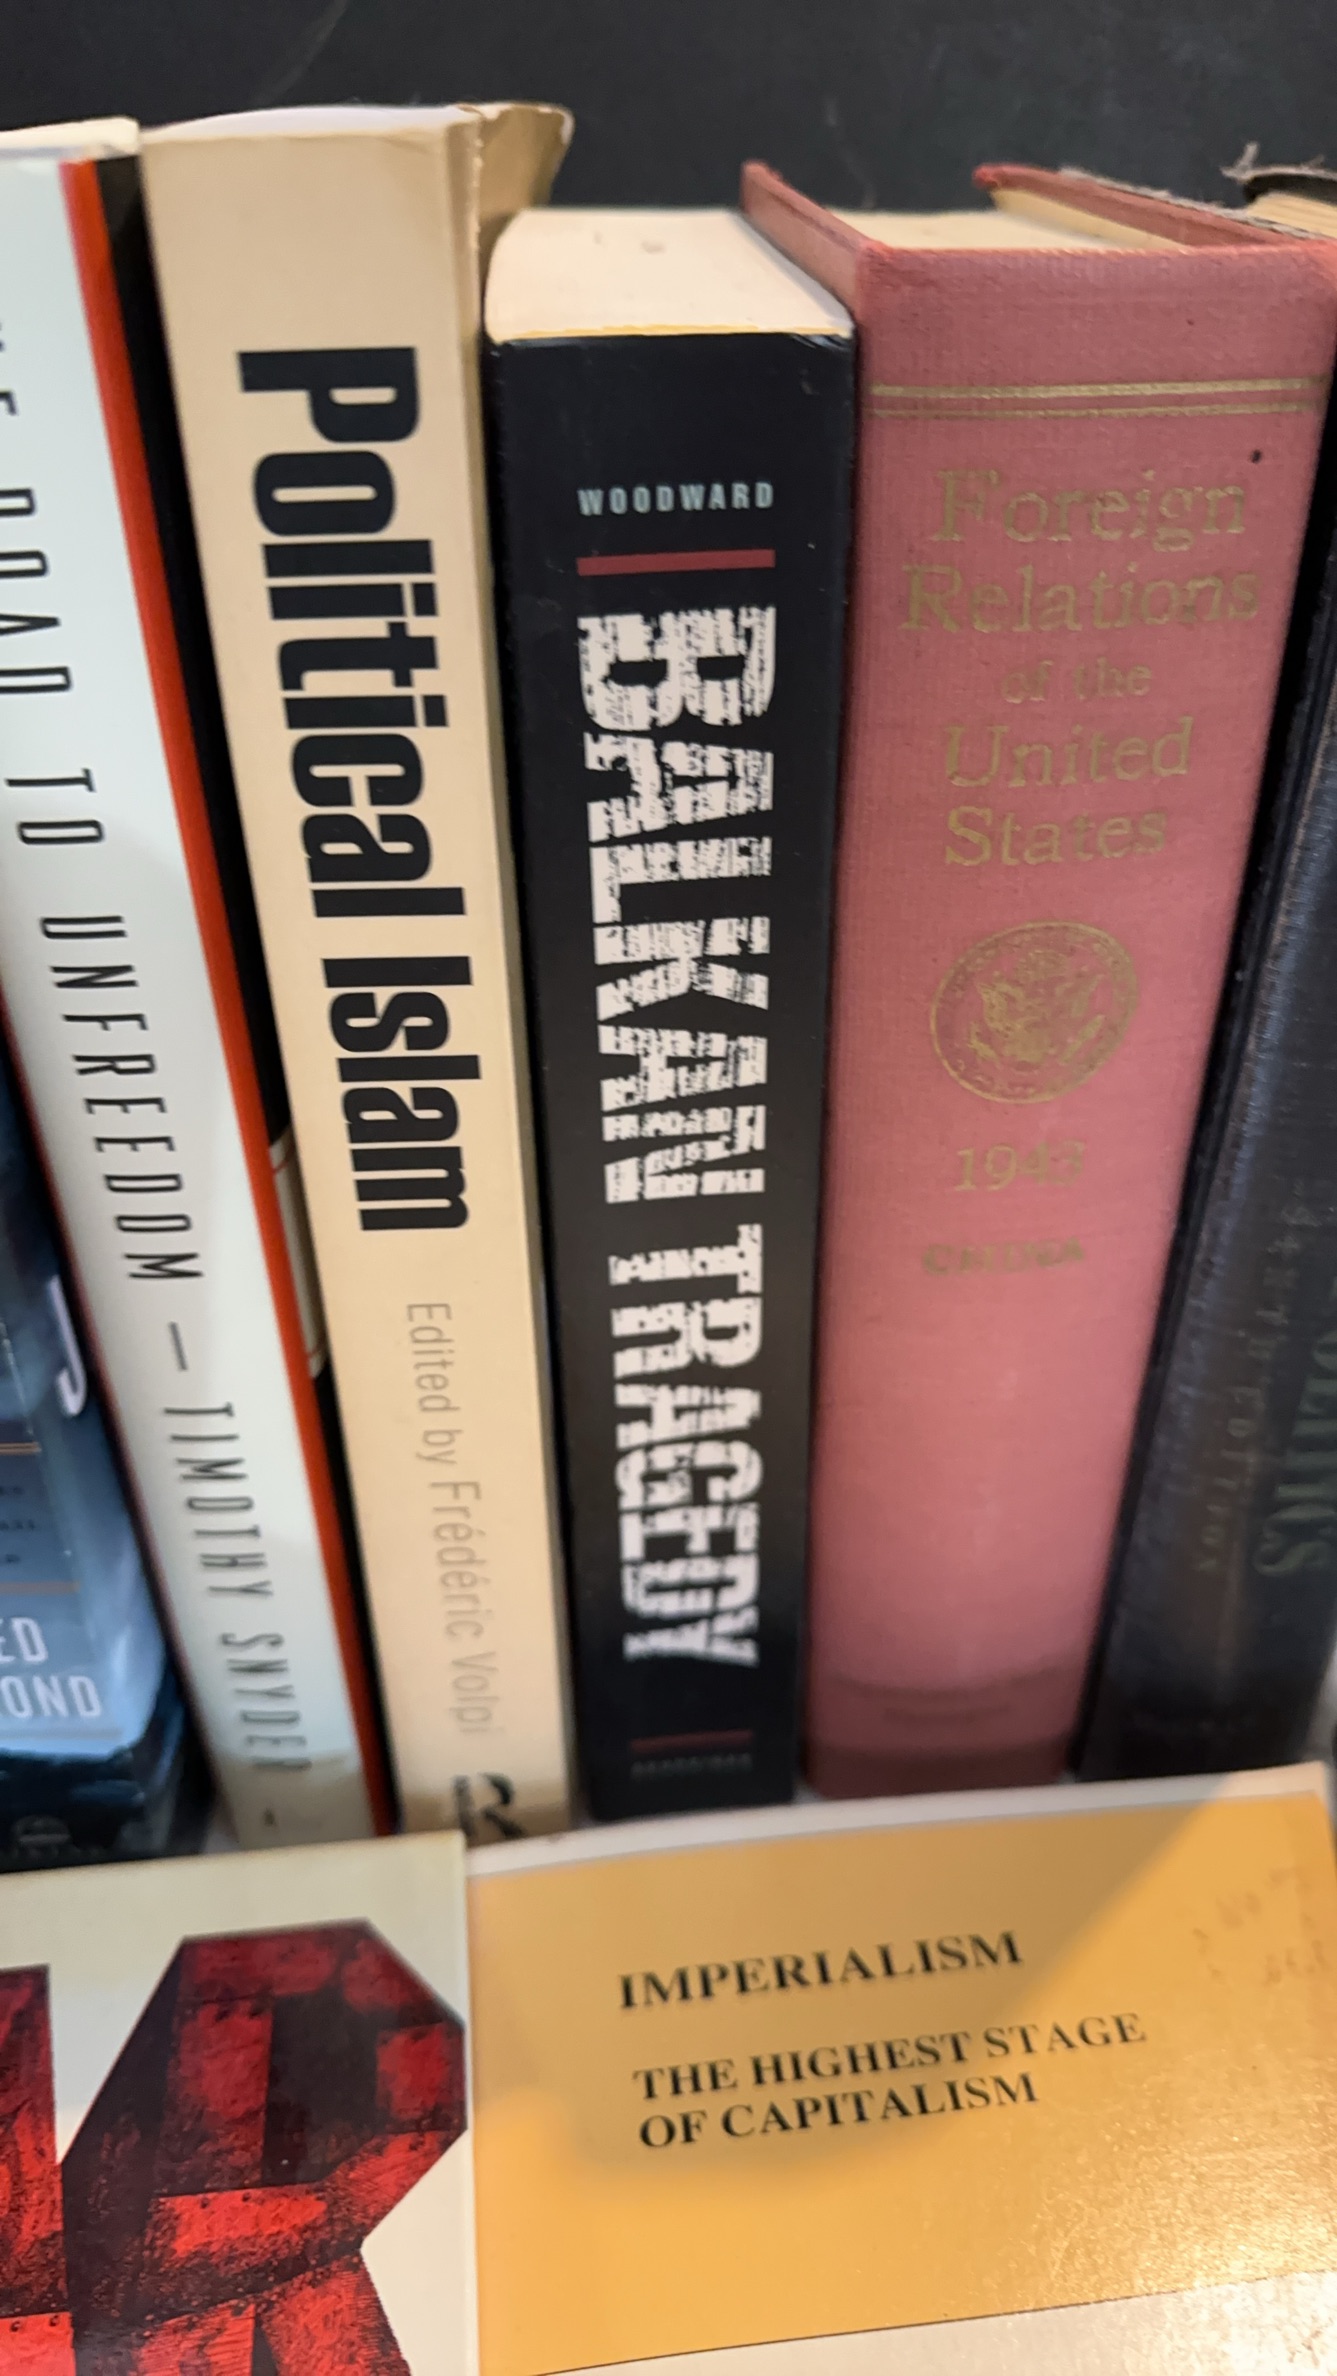 ROAD TO UNFREEDOM — TIMOTHY SNYDER
Political Islam
Edited by Frédéric Volpi
WOODWARD
BALKAN TRAGEDY
Foreign
Relations
of the
United
States
1943
CHINA
IMPERIALISM
THE HIGHEST STAGE
OF CAPITALISM